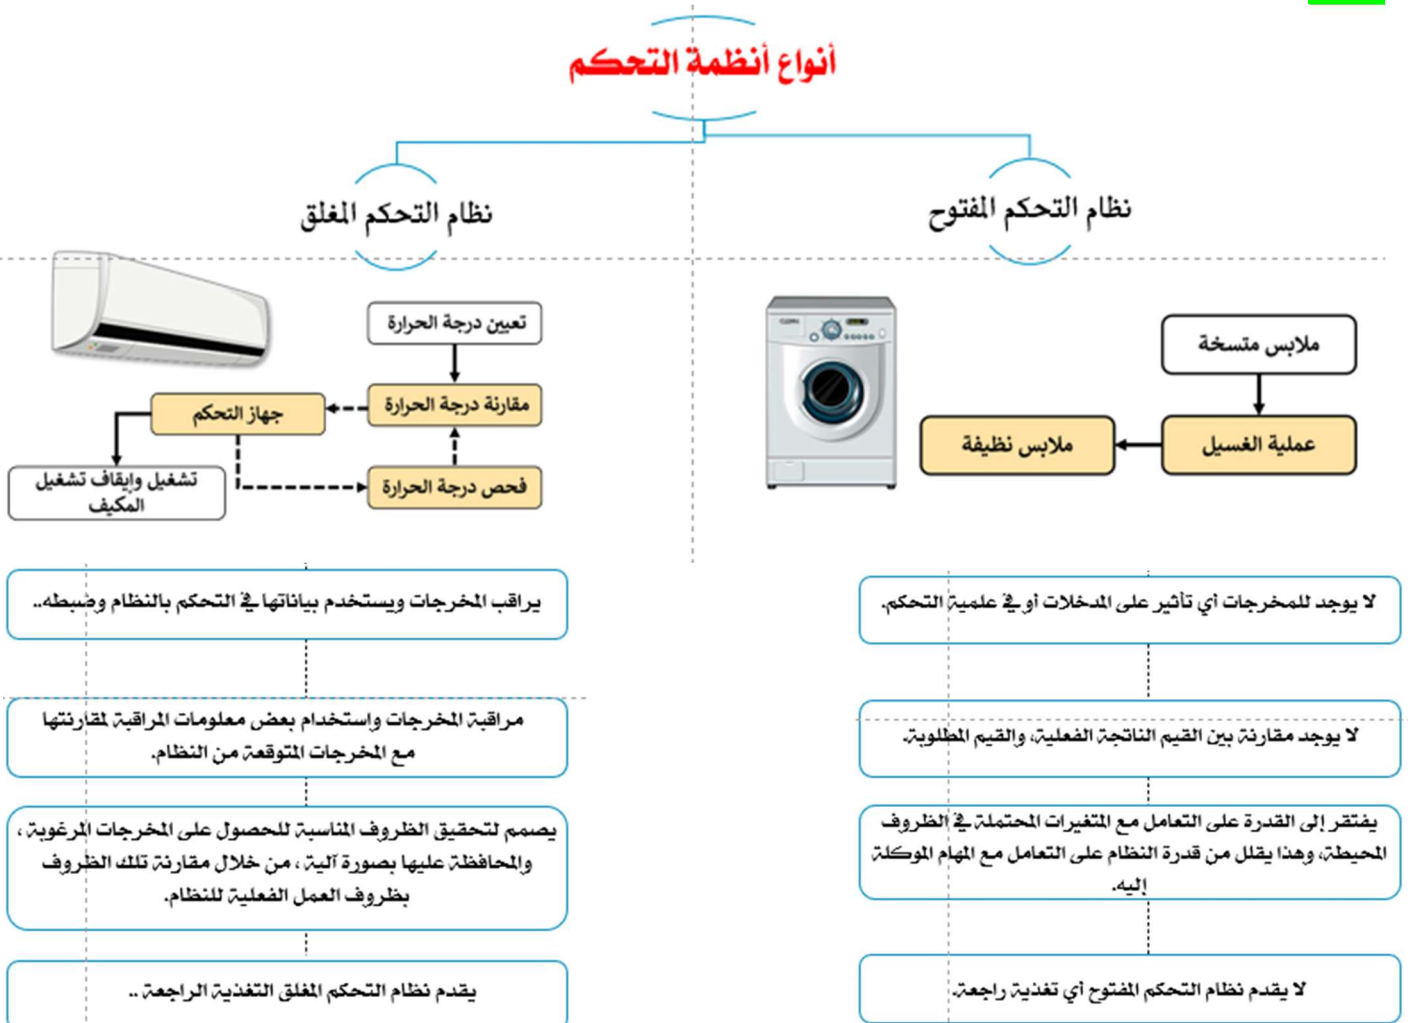 أنواع أنظمة التحكم
نظام التحكم المفتوح
ملابس متسخة
عملية الغسيل
ملابس نظيفة
لا يوجد للمخرجات أي تأثير على المدخلات أو في علمية التحكم.
لا يوجد مقارنة بين القيم الناتجة الفعلية، والقيم المطلوبة.
يفتقر إلى القدرة على التعامل مع المتغيرات المحتملة في الظروف
المحيطة، وهذا يقلل من قدرة النظام على التعامل مع المهام الموكلة
إليه.
لا يقدم نظام التحكم المفتوح أي تغذية راجعة.
نظام التحكم المغلق
تعيين درجة الحرارة
مقارنة درجة الحرارة
جهاز التحكم
فحص درجة الحرارة
تشغيل وإيقاف تشغيل
المكيف
يراقب المخرجات ويستخدم بياناتها في التحكم بالنظام وضبطه..
مراقبة المخرجات واستخدام بعض معلومات المراقبة لمقارنتها
مع المخرجات المتوقعة من النظام.
يصمم لتحقيق الظروف المناسبة للحصول على المخرجات المرغوبة ،
والمحافظة عليها بصورة آلية ، من خلال مقارنة تلك الظروف
بظروف العمل الفعلية للنظام.
يقدم نظام التحكم المغلق التغذية الراجعة ..